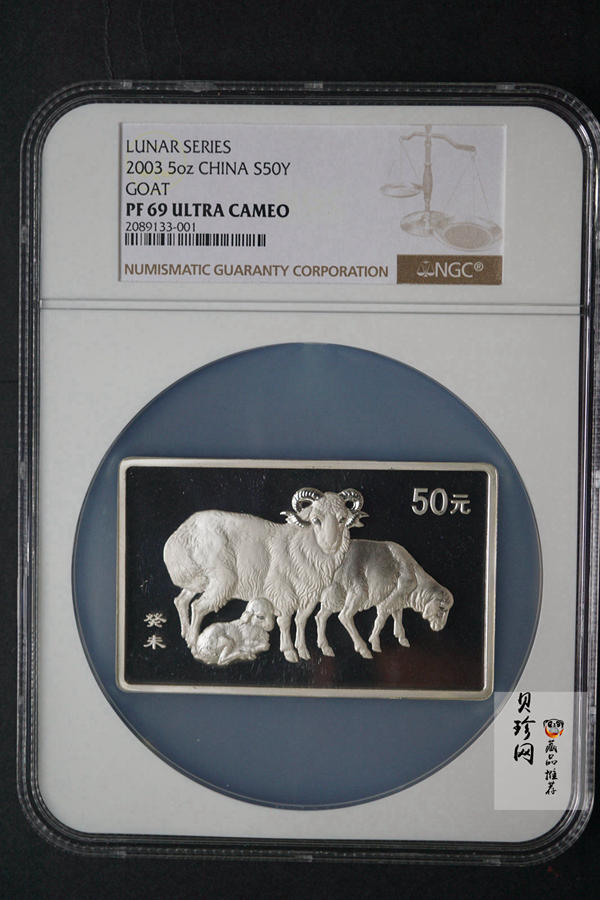 LUNAR SERIES
2003 5oz CHINA S50Y
GOAT
PF 69 ULTRA CAMEO
2089133-001
NUMISMATIC GUARANTY CORPORATION
NGC®
50元
癸未
贝珍网
藏品推荐